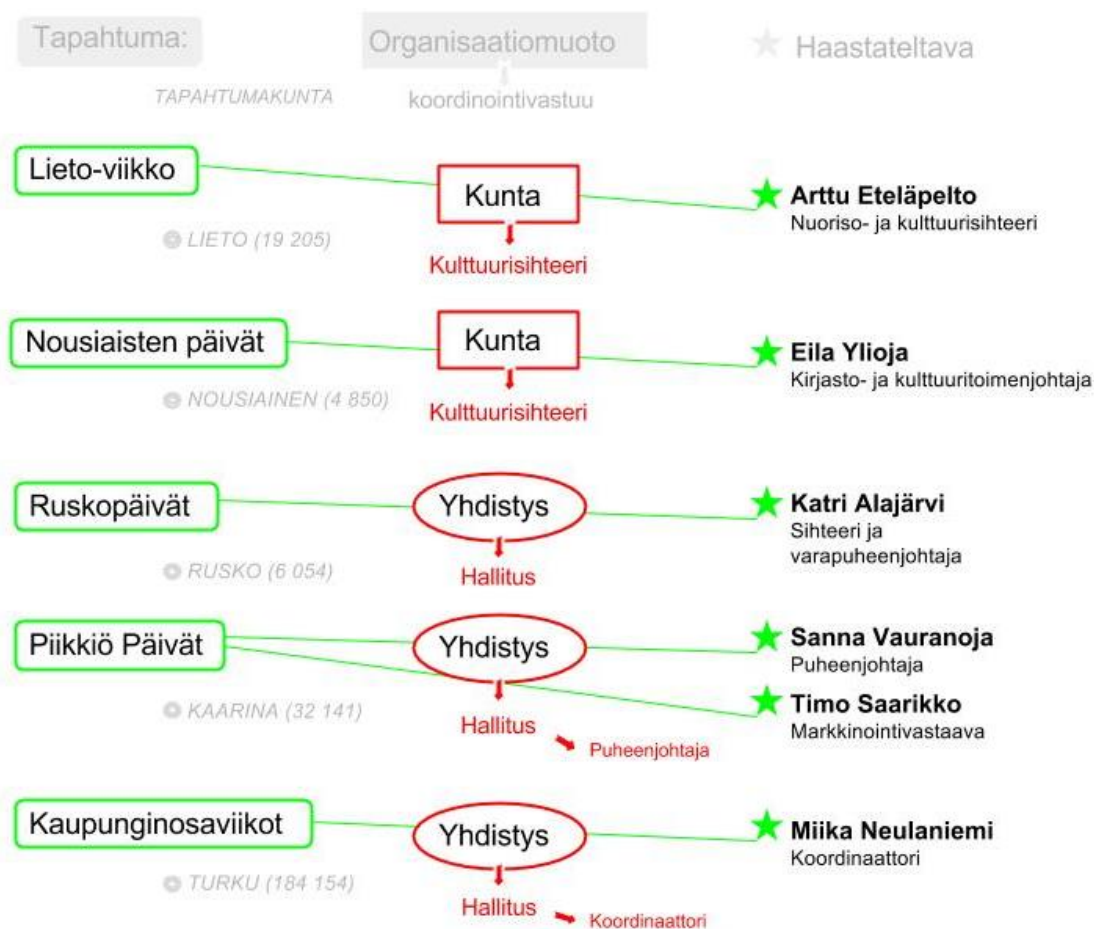 Tapahtuma:
Organisaatiomuoto
Haastateltava
TAPAHTUMAKUNTA
koordinointivastuu
Lieto-viikko
Kunta
Arttu Eteläpelto
Nuoriso- ja kulttuurisihteeri
LIETO (19 205)
Kulttuurisihteeri
Nousiaisten päivät
Kunta
Eila Ylioja
Kirjasto- ja kulttuuritoimenjohtaja
NOUSIAINEN (4 850)
Kulttuurisihteeri
Ruskopäivät
Yhdistys
Katri Alajärvi
Sihteeri ja
varapuheenjohtaja
RUSKO (6 054)
Hallitus
Piikkiö Päivät
Yhdistys
Sanna Vauranoja
Puheenjohtaja
Timo Saarikko
Markkinointivastaava
KAARINA (32 141)
Hallitus
Puheenjohtaja
Kaupunginosaviikot
Yhdistys
Miika Neulaniemi
Koordinaattori
TURKU (184 154)
Hallitus
Koordinaattori